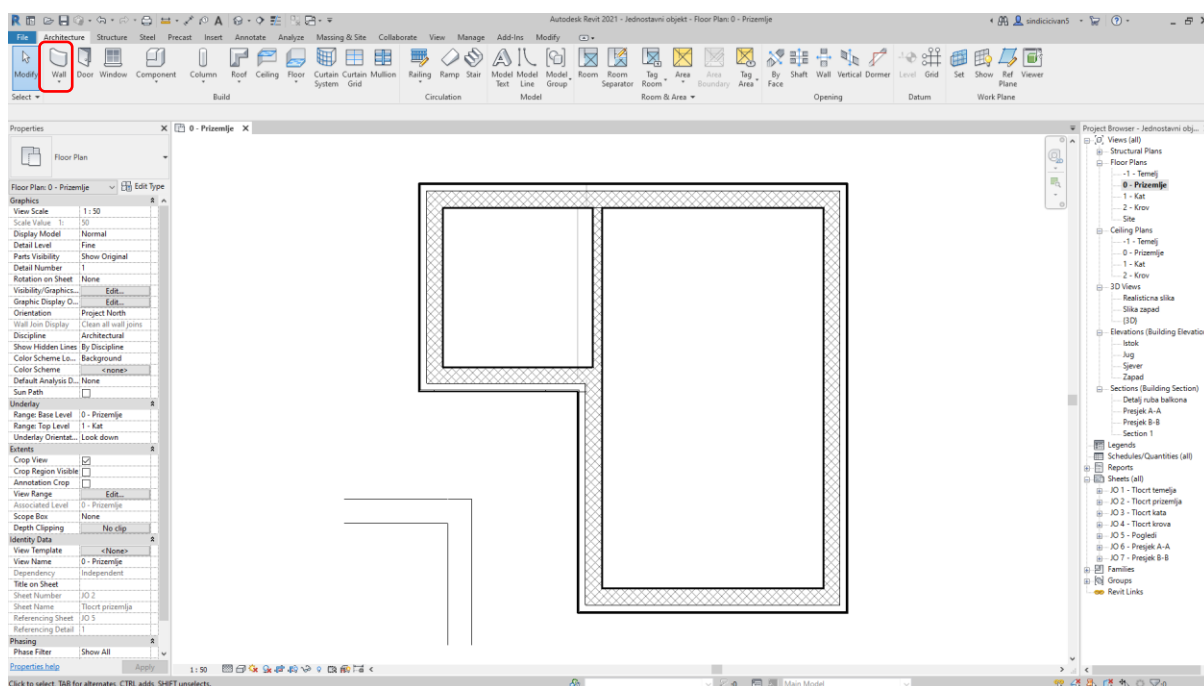 Autodesk Revit 2021 - Jednostavni objekt - Floor Plan: 0 - Prizemlje
sindicicivan5
File Architecture Structure Steel Precast Insert Annotate Analyze Massing & Site Collaborate View Manage Add-Ins Modify
Modify Wall Door Window Component Column Roof Ceiling Floor Curtain System Curtain Grid Mullion Railing Ramp Stair Model Text Model Line Model Group Room Room Separator Tag Room Area Area Boundary Tag Area By Face Shaft Wall Vertical Dormer Level Grid Set Show Ref Plane Viewer
Select Build Circulation Model Room & Area Opening Datum Work Plane
Properties
0 - Prizemlje
Floor Plan
Floor Plan: 0 - Prizemlje Edit Type
Graphics
View Scale 1 : 50
Scale Value 1: 50
Display Model Normal
Detail Level Fine
Parts Visibility Show Original
Detail Number 1
Rotation on Sheet None
Visibility/Graphics... Edit...
Graphic Display O... Edit...
Orientation Project North
Wall Join Display Clean all wall joins
Discipline Architectural
Show Hidden Lines By Discipline
Color Scheme Lo... Background
Color Scheme <none>
Default Analysis D... None
Sun Path
Underlay
Range: Base Level 0 - Prizemlje
Range: Top Level 1 - Kat
Underlay Orientat... Look down
Extents
Crop View
Crop Region Visible
Annotation Crop
View Range Edit...
Associated Level 0 - Prizemlje
Scope Box None
Depth Clipping No clip
Identity Data
View Template <None>
View Name 0 - Prizemlje
Dependency Independent
Title on Sheet
Sheet Number JO 2
Sheet Name Tlocrt prizemlja
Referencing Sheet JO 5
Referencing Detail 1
Phasing
Phase Filter Show All
Properties help Apply
1 : 50
Click to select, TAB for alternates, CTRL adds, SHIFT unselects.
:0
Main Model
Project Browser - Jednostavni obj...
Views (all)
Structural Plans
Floor Plans
-1 - Temelj
0 - Prizemlje
1 - Kat
2 - Krov
Site
Ceiling Plans
-1 - Temelj
0 - Prizemlje
1 - Kat
2 - Krov
3D Views
Realisticna slika
Slika zapad
{3D}
Elevations (Building Elevatio
Istok
Jug
Sjever
Zapad
Sections (Building Section)
Detalj ruba balkona
Presjek A-A
Presjek B-B
Section 1
Legends
Schedules/Quantities (all)
Reports
Sheets (all)
JO 1 - Tlocrt temelja
JO 2 - Tlocrt prizemlja
JO 3 - Tlocrt kata
JO 4 - Tlocrt krova
JO 5 - Pogledi
JO 6 - Presjek A-A
JO 7 - Presjek B-B
Families
Groups
Revit Links